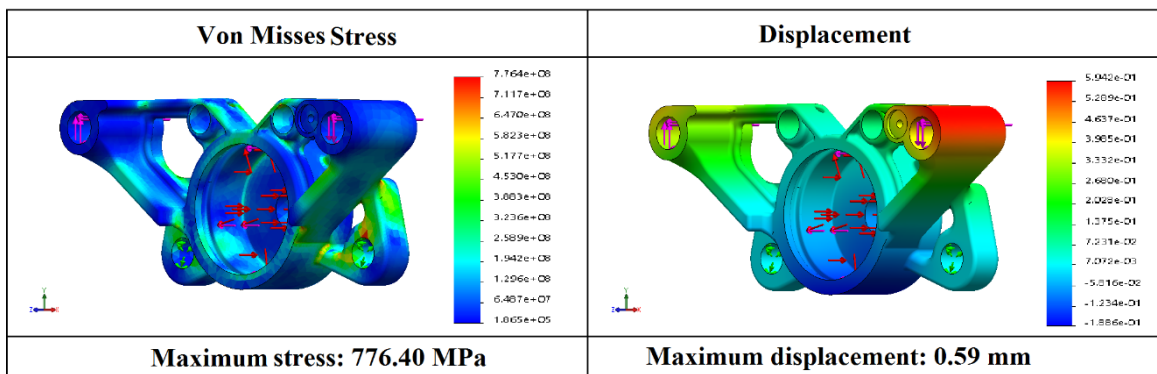 Von Misses Stress
Displacement
7.764e+08
7.117e+08
6.470e+08
5.823e+08
5.177e+08
4.530e+08
3.883e+08
3.236e+08
2.589e+08
1.942e+08
1.296e+08
6.487e+07
1.865e+05
5.942e-01
5.289e-01
4.637e-01
3.985e-01
3.332e-01
2.680e-01
2.028e-01
1.375e-01
7.231e-02
7.072e-03
-5.816e-02
-1.234e-01
-1.886e-01
Y
Z
X
Y
Z
X
Maximum stress: 776.40 MPa
Maximum displacement: 0.59 mm